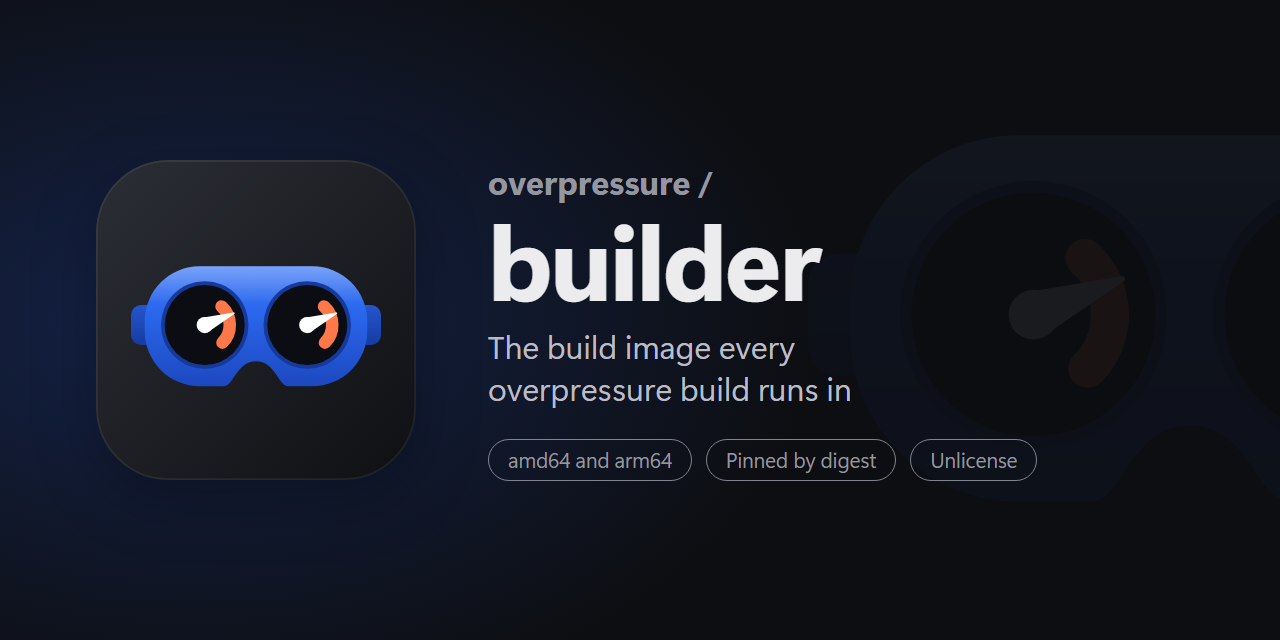 overpressure /
builder
The build image every
overpressure build runs in
amd64 and arm64
Pinned by digest
Unlicense